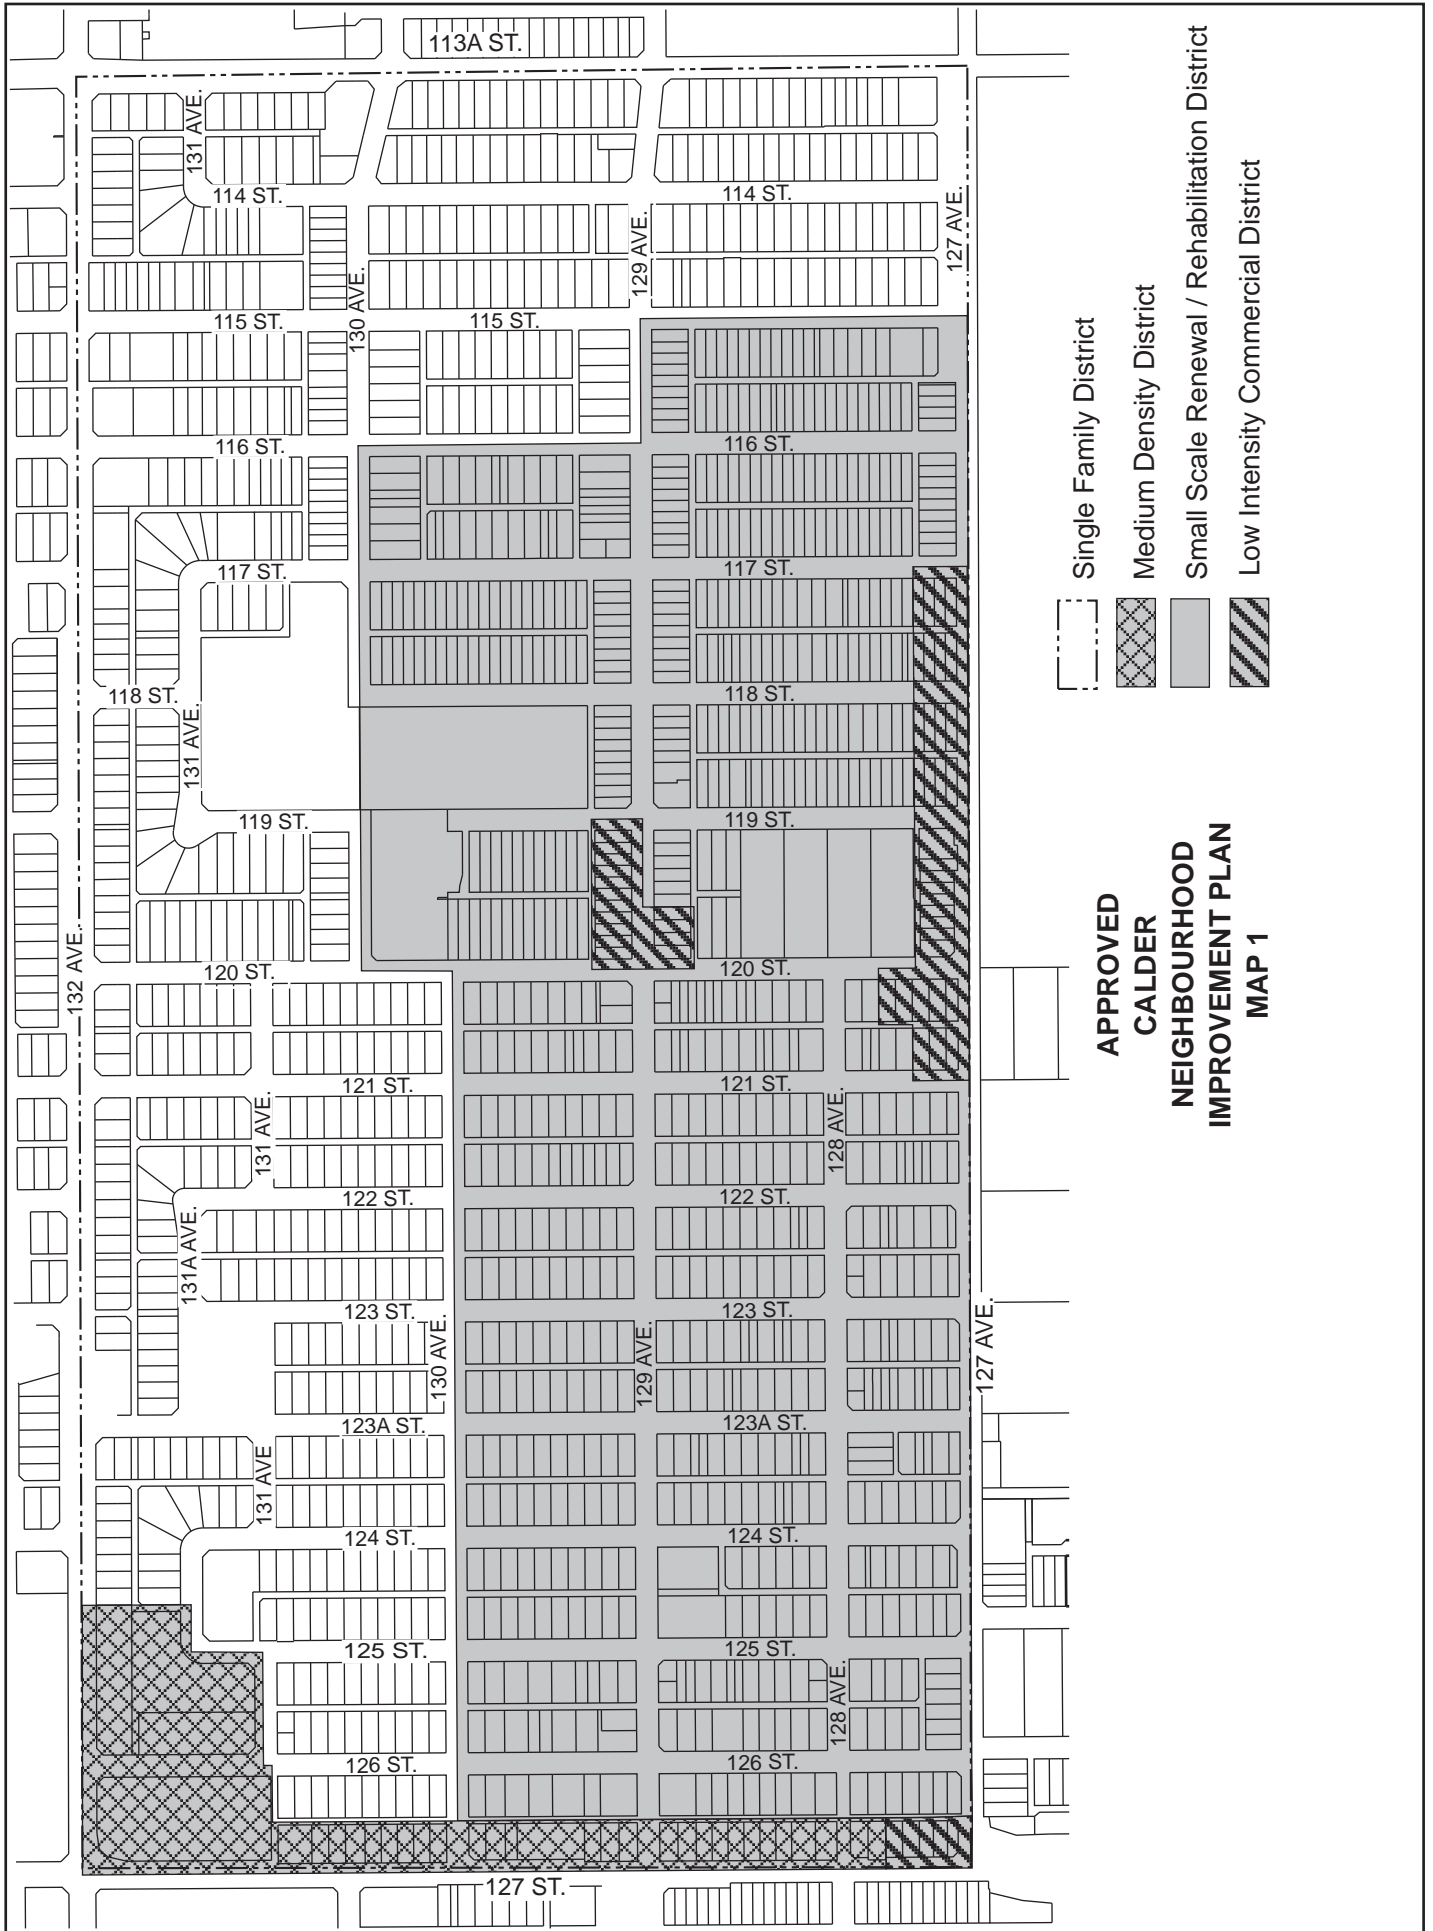 113A ST.
131 AVE.
114 ST.
114 ST.
129 AVE.
127 AVE.
130 AVE.
115 ST.
115 ST.
116 ST.
116 ST.
117 ST.
117 ST.
118 ST.
118 ST.
131 AVE.
119 ST.
119 ST.
132 AVE.
120 ST.
120 ST.
121 ST.
121 ST.
131 AVE.
128 AVE.
122 ST.
122 ST.
131A AVE.
123 ST.
123 ST.
130 AVE.
129 AVE.
127 AVE.
123A ST.
123A ST.
131 AVE
124 ST.
124 ST.
125 ST.
125 ST.
128 AVE.
126 ST.
126 ST.
127 ST.
Single Family District
Medium Density District
Small Scale Renewal / Rehabilitation District
Low Intensity Commercial District
APPROVED
CALDER
NEIGHBOURHOOD
IMPROVEMENT PLAN
MAP 1